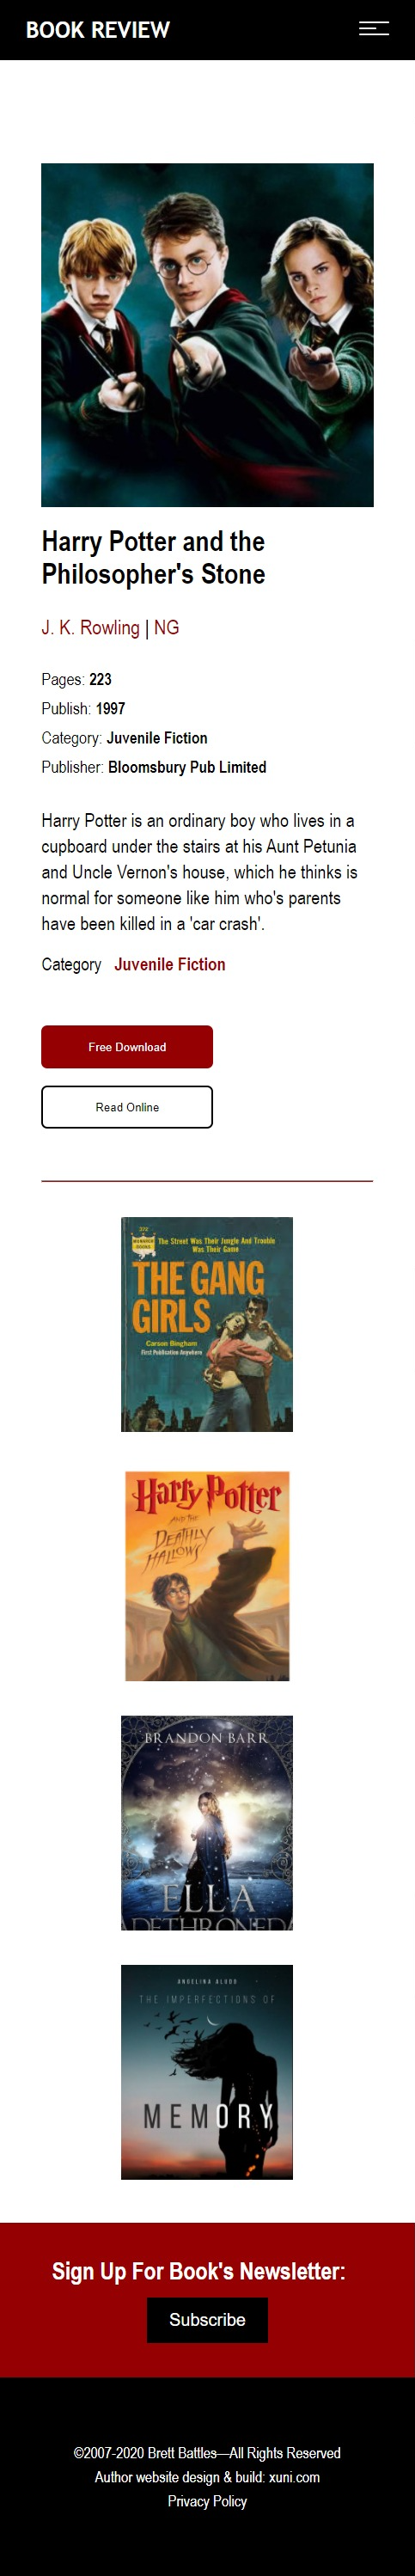 BOOK REVIEW
Harry Potter and the
Philosopher's Stone
J. K. Rowling | NG
Pages: 223
Publish: 1997
Category: Juvenile Fiction
Publisher: Bloomsbury Pub Limited
Harry Potter is an ordinary boy who lives in a
cupboard under the stairs at his Aunt Petunia
and Uncle Vernon's house, which he thinks is
normal for someone like him who's parents
have been killed in a 'car crash'.
Category Juvenile Fiction
Free Download
Read Online
The Street Was Their Jungle And Trouble
Was Their Game
THE GANG
GIRLS
Carson Bingham
First Publication Anywhere
Harry Potter
AND THE
DEATHLY
HALLOWS
BRANDON BARR
ELLA
DETHRONED
THE IMPERFECTIONS OF
MEMORY
Sign Up For Book's Newsletter:
Subscribe
©2007-2020 Brett Battles—All Rights Reserved
Author website design & build: xuni.com
Privacy Policy